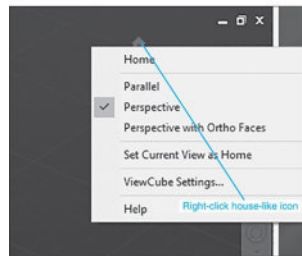 Home
Parallel
Perspective
Perspective with Ortho Faces
Set Current View as Home
ViewCube Settings...
Help
Right-click house-like icon